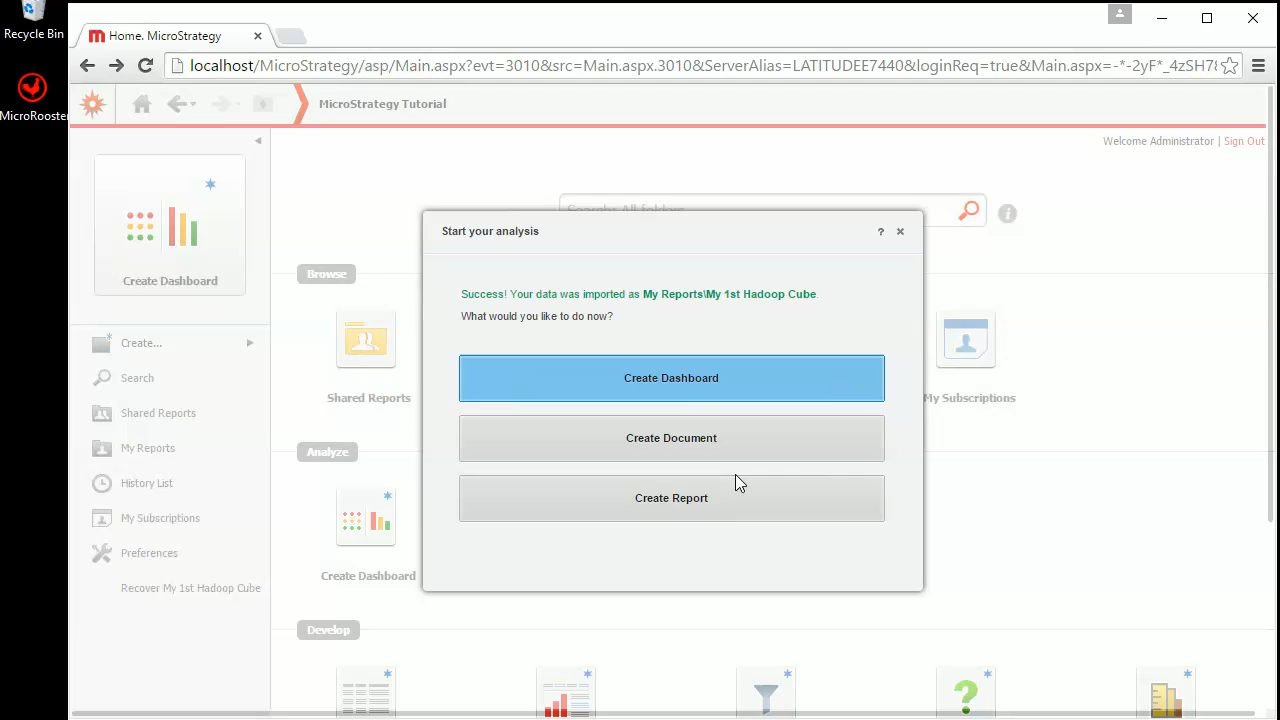 Recycle Bin
MicroRooster
Home. MicroStrategy
localhost/MicroStrategy/asp/Main.aspx?evt=3010&src=Main.aspx.3010&ServerAlias=LATITUDEE7440&loginReq=true&Main.aspx=-*-2yF*_4zSH78
MicroStrategy Tutorial
Welcome Administrator | Sign Out
Create Dashboard
Create...
Search
Shared Reports
My Reports
History List
My Subscriptions
Preferences
Recover My 1st Hadoop Cube
Search: All folders
Browse
Shared Reports
My Subscriptions
Analyze
Create Dashboard
Develop
Start your analysis
?
Success! Your data was imported as My Reports\My 1st Hadoop Cube.
What would you like to do now?
Create Dashboard
Create Document
Create Report